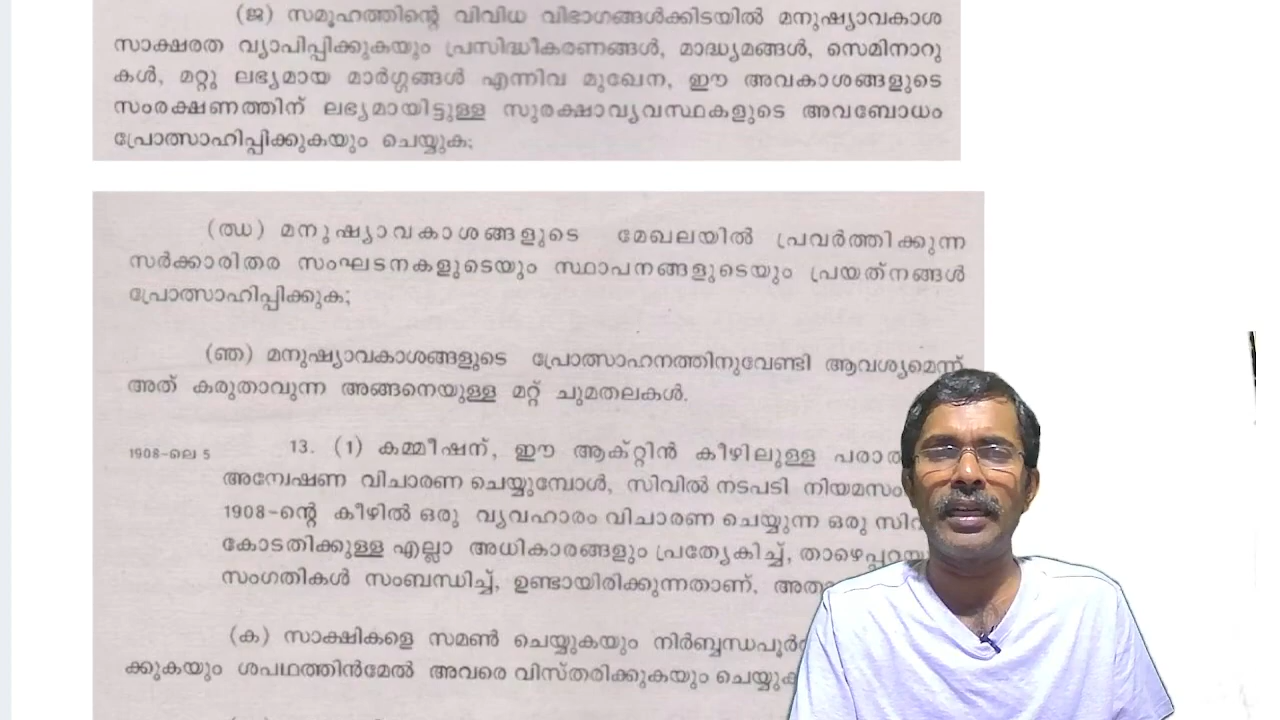 (ജ) സമൂഹത്തിന്റെ വിവിധ വിഭാഗങ്ങൾക്കിടയിൽ മനുഷ്യാവകാശ
സാക്ഷരത വ്യാപിപ്പിക്കുകയും പ്രസിദ്ധീകരണങ്ങൾ, മാദ്ധ്യമങ്ങൾ, സെമിനാറു
കൾ, മറ്റു ലഭ്യമായ മാർഗ്ഗങ്ങൾ എന്നിവ മുഖേന, ഈ അവകാശങ്ങളുടെ
സംരക്ഷണത്തിന് ലഭ്യമായിട്ടുള്ള സുരക്ഷാവ്യവസ്ഥകളുടെ അവബോധം
പ്രോത്സാഹിപ്പിക്കുകയും ചെയ്യുക;
(ഝ) മനുഷ്യാവകാശങ്ങളുടെ മേഖലയിൽ പ്രവർത്തിക്കുന്ന
സർക്കാരിതര സംഘടനകളുടെയും സ്ഥാപനങ്ങളുടെയും പ്രയത്നങ്ങൾ
പ്രോത്സാഹിപ്പിക്കുക;
(ഞ) മനുഷ്യാവകാശങ്ങളുടെ പ്രോത്സാഹനത്തിനുവേണ്ടി ആവശ്യമെന്ന്
അത് കരുതാവുന്ന അങ്ങനെയുള്ള മറ്റ് ചുമതലകൾ.
1908-ലെ 5 13. (1) കമ്മീഷന്, ഈ ആക്റ്റിൻ കീഴിലുള്ള
അന്വേഷണ വിചാരണ ചെയ്യുമ്പോൾ, സിവിൽ നടപടി
1908-ന്റെ കീഴിൽ ഒരു വ്യവഹാരം വിചാരണ ചെയ്യുന്ന ഒരു
കോടതിക്കുള്ള എല്ലാ അധികാരങ്ങളും പ്രത്യേകിച്ച്,
സംഗതികൾ സംബന്ധിച്ച്, ഉണ്ടായിരിക്കുന്നതാണ്,
(ക) സാക്ഷികളെ സമൺ ചെയ്യുകയും
ക്കുകയും ശപഥത്തിൻമേൽ അവരെ വിസ്തരിക്കുകയും